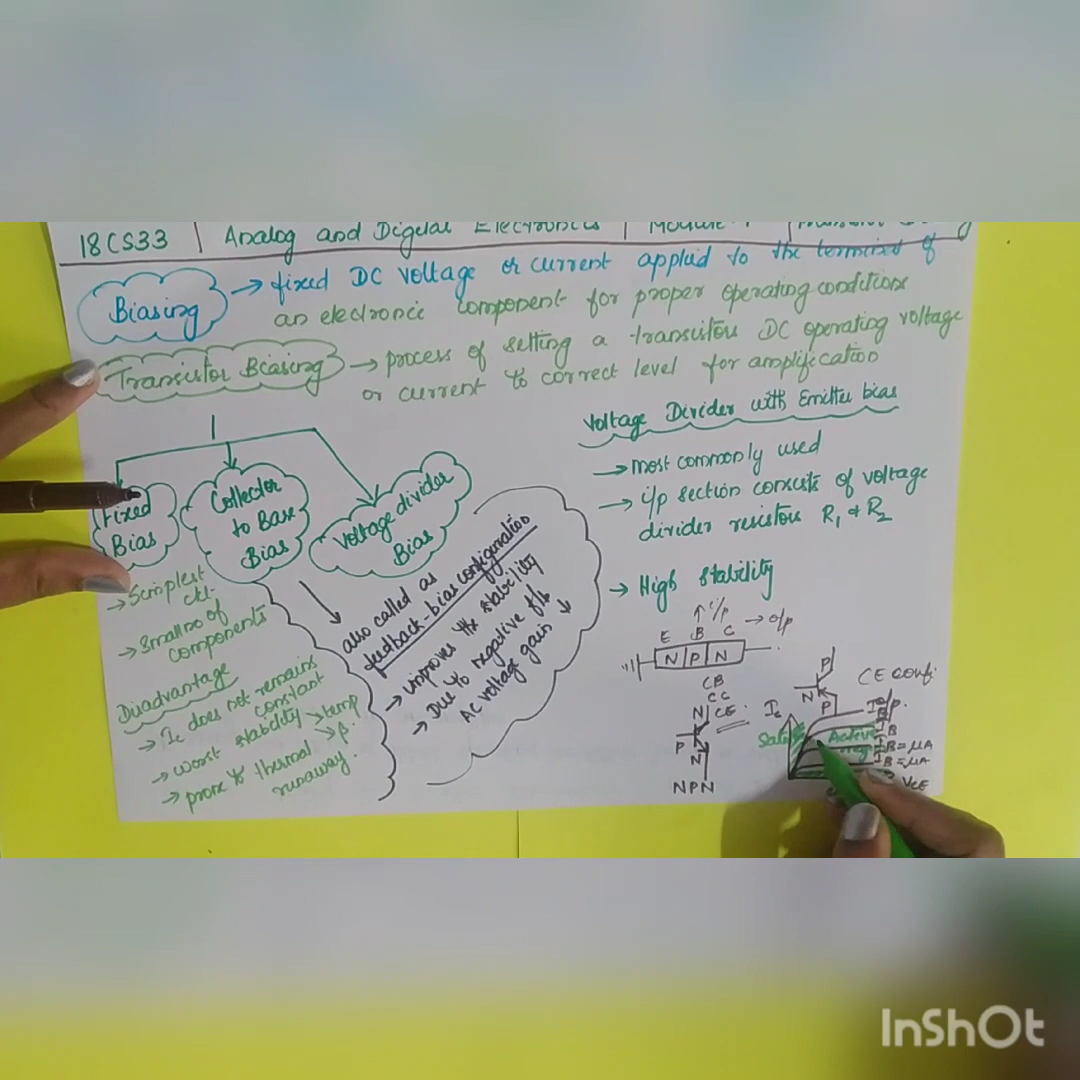 18CS33 | Analog and Digital Electronics | Module
Biasing → fixed DC voltage or current applied to the terminals of
an electronic component for proper operating conditions
Transistor Biasing → process of setting a transistors DC operating voltage
or current to correct level for amplification
Fixed
Bias
→ Simplest
ckt.
→ Small no of
components
Disadvantage
→ Ic does not remains
constant
→ worst stability → temp
→ β.
→ prone to thermal
runaway.
Collector
to Base
Bias
Voltage divider
Bias
also called as
feedback-bias configuration
→ improves the stability
→ Due to negative f/b
AC voltage gain ↓
Voltage Divider with Emitter bias
→ most commonly used
→ i/p section consists of voltage
divider resistors R1 & R2
→ High stability
↑ i/p
E B C → o/p
N P N
CB
CC
CE.
N
P
N
NPN
P
N
P
CE conf:
Ic
Active
B
B = μA
B = μA
VCE
InShOt